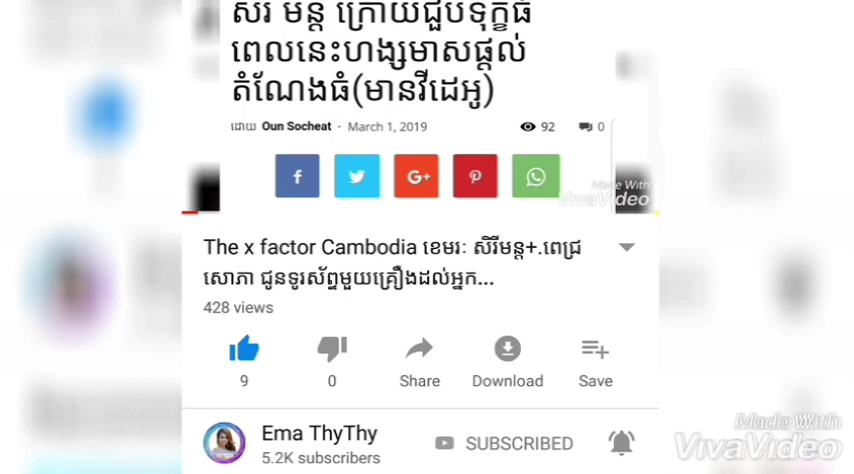 សិរី មន្ត ក្រោយជួបទុក្ខធំ
ពេលនេះហង្សមាសផ្តល់
តំណែងធំ(មានវីដេអូ)
ដោយ Oun Socheat - March 1, 2019 92 0
f G+
Made With
VivaVideo
The x factor Cambodia ខេមរៈ សិរីមន្ត+.ពេជ្រ
សោភា ជូនទូរស័ព្ទមួយគ្រឿងដល់អ្នក...
428 views
9 0 Share Download Save
Ema ThyThy SUBSCRIBED
5.2K subscribers
Made With
VivaVideo